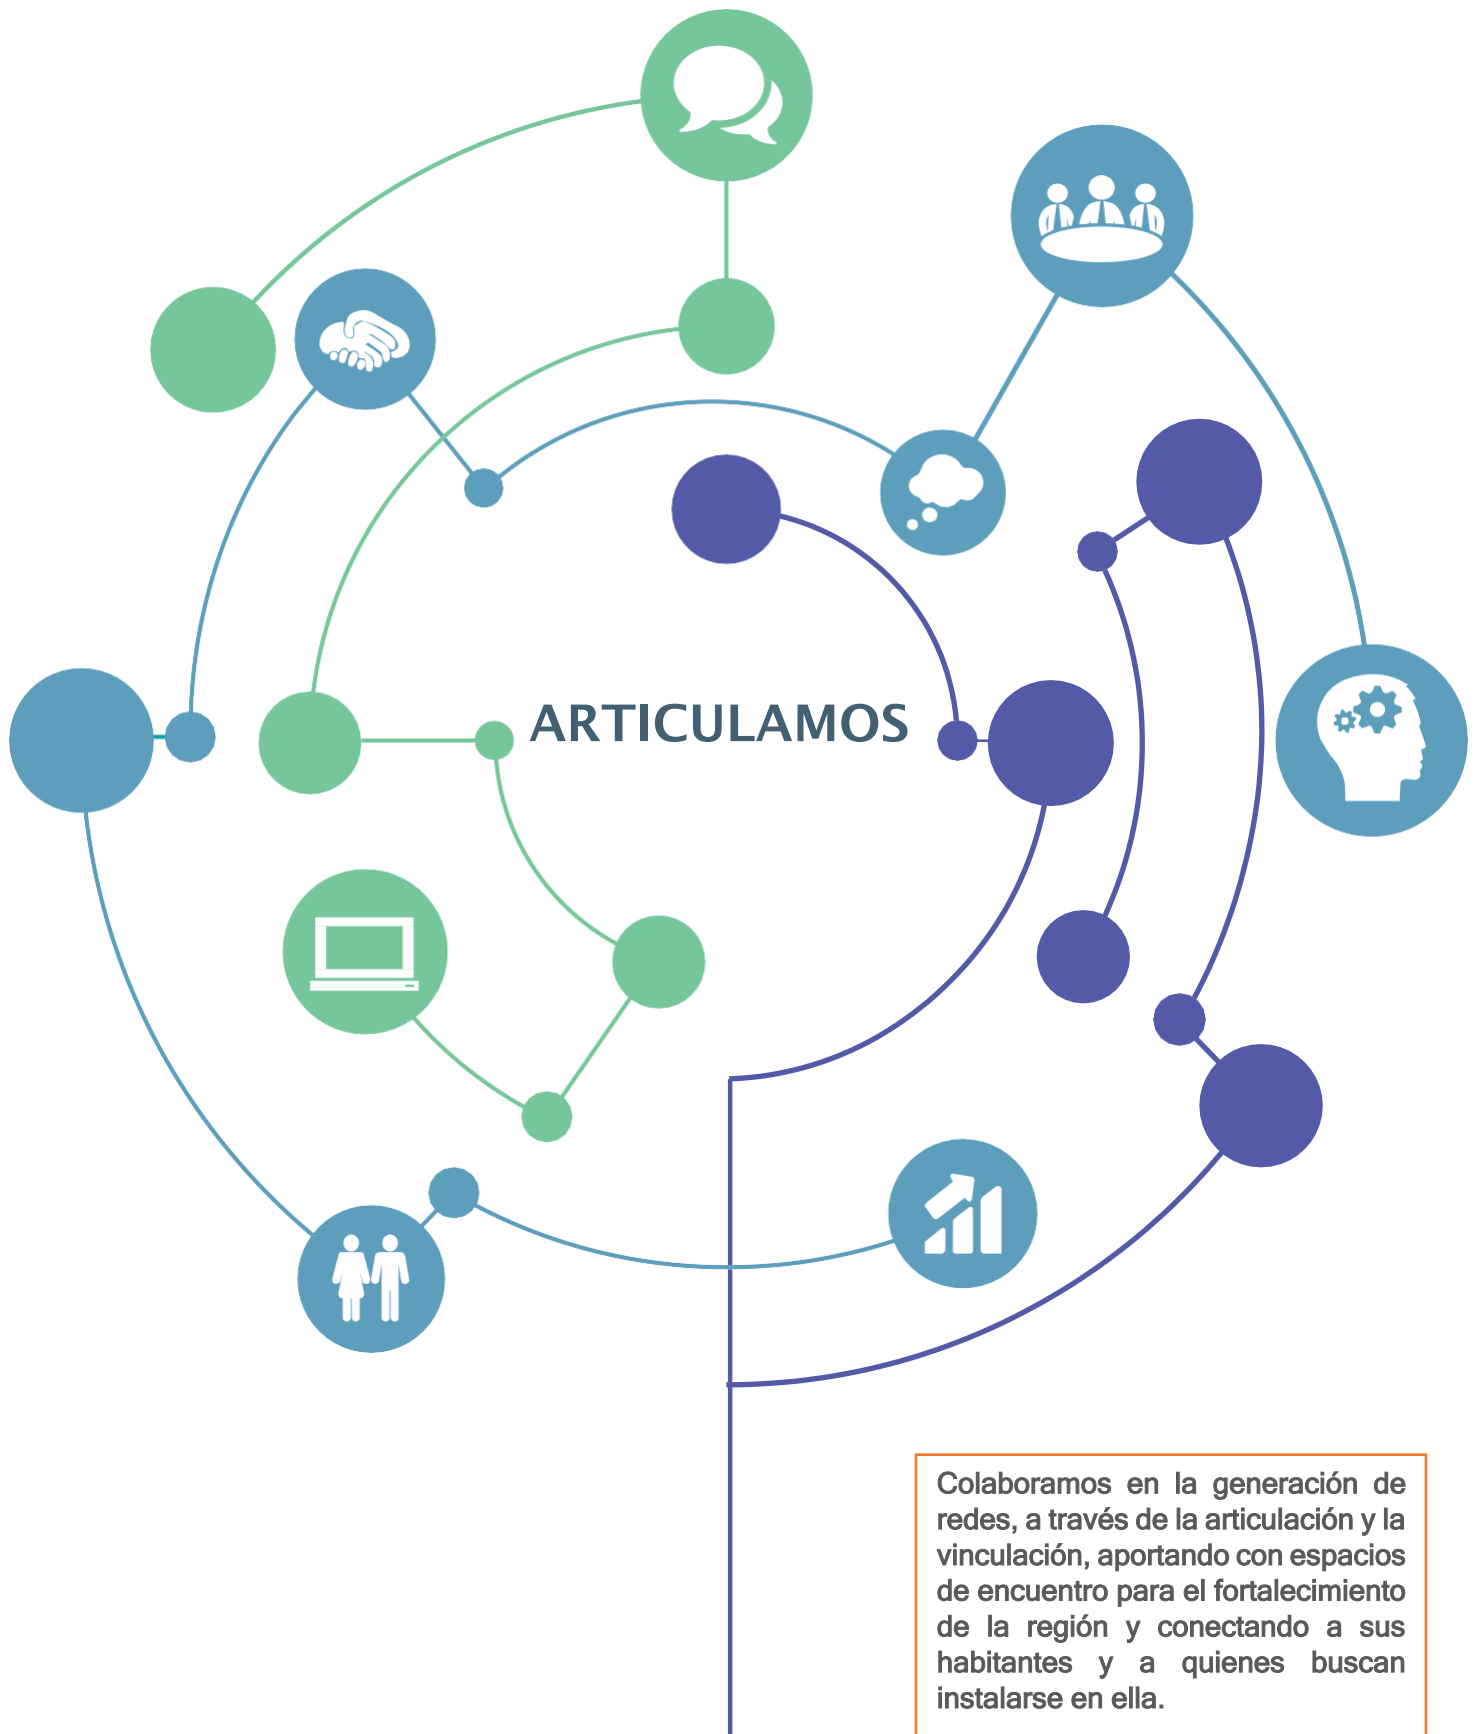 ARTICULAMOS
Colaboramos en la generación de
redes, a través de la articulación y la
vinculación, aportando con espacios
de encuentro para el fortalecimiento
de la región y conectando a sus
habitantes y a quienes buscan
instalarse en ella.